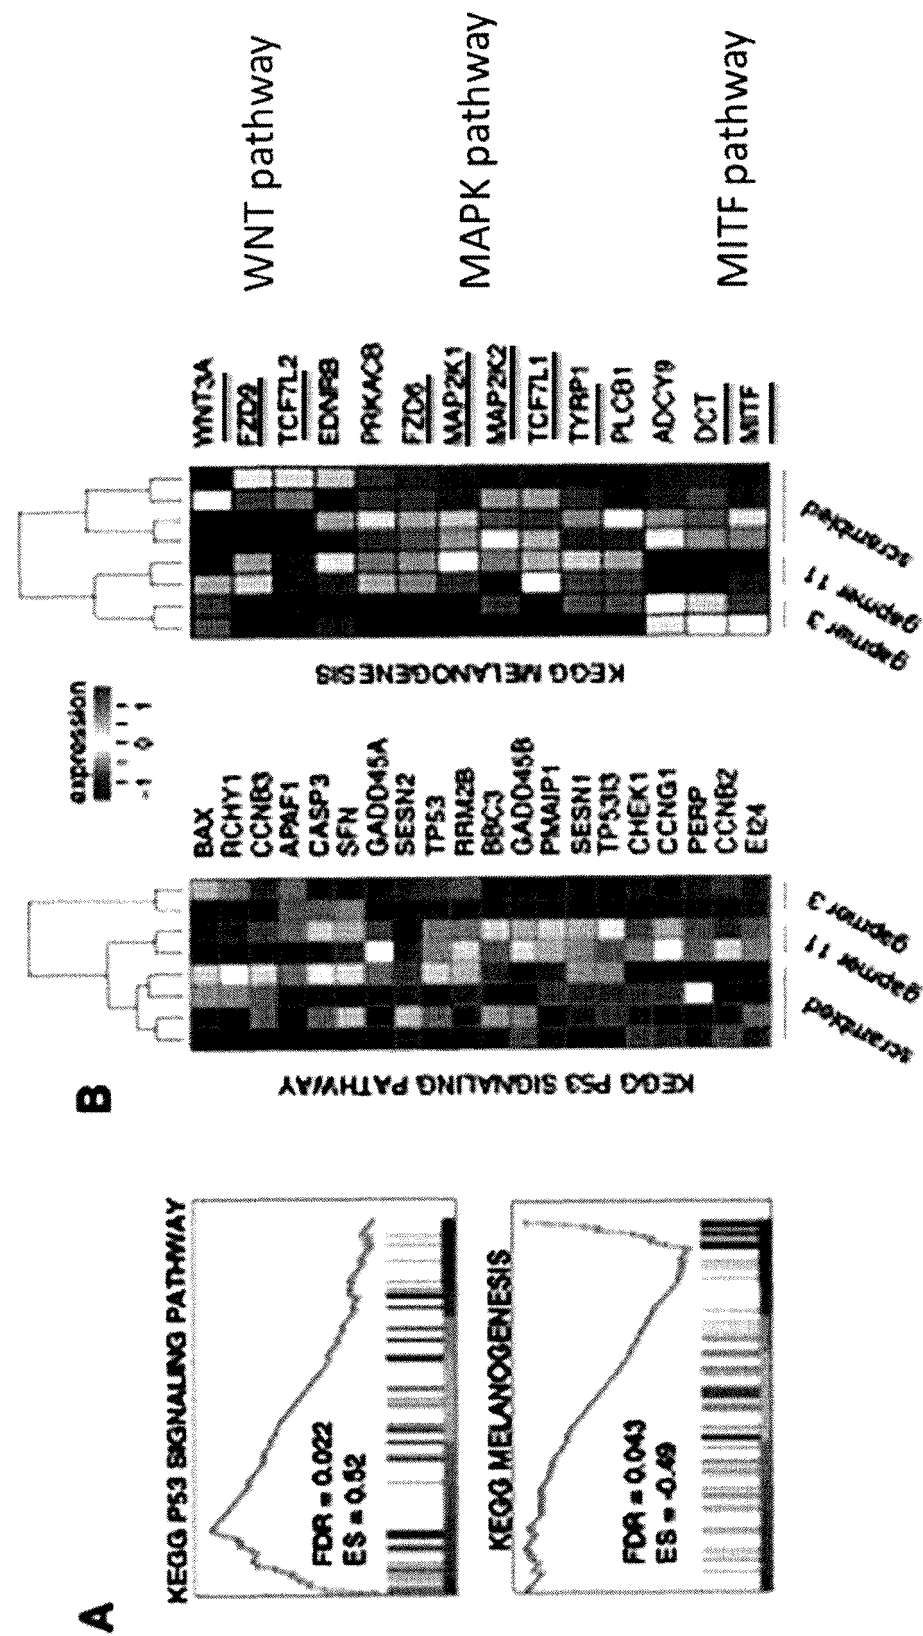 A
KEGG P53 SIGNALING PATHWAY
FDR = 0.022
ES = 0.52
KEGG MELANOGENESIS
FDR = 0.043
ES = -0.49
B
KEGG P53 SIGNALING PATHWAY
BAX
RCHY1
CCNB3
APAF1
CASP3
SFN
GADD45A
SESN2
TP53
RRM2B
BBC3
GADD45B
PMAIP1
SESN1
TP53I3
CHEK1
CCNG1
PERP
CCNB2
EI24
scrambled
gapmer 11
gapmer 3
expression
-1 0 1
KEGG MELANOGENESIS
WNT3A
FZD9
TCF7L2
EDNRB
PRKACB
FZD6
MAP2K1
MAP2K2
TCF7L1
TYRP1
PLCB1
ADCY9
DCT
MITF
gapmer 3
gapmer 11
scrambled
WNT pathway
MAPK pathway
MITF pathway